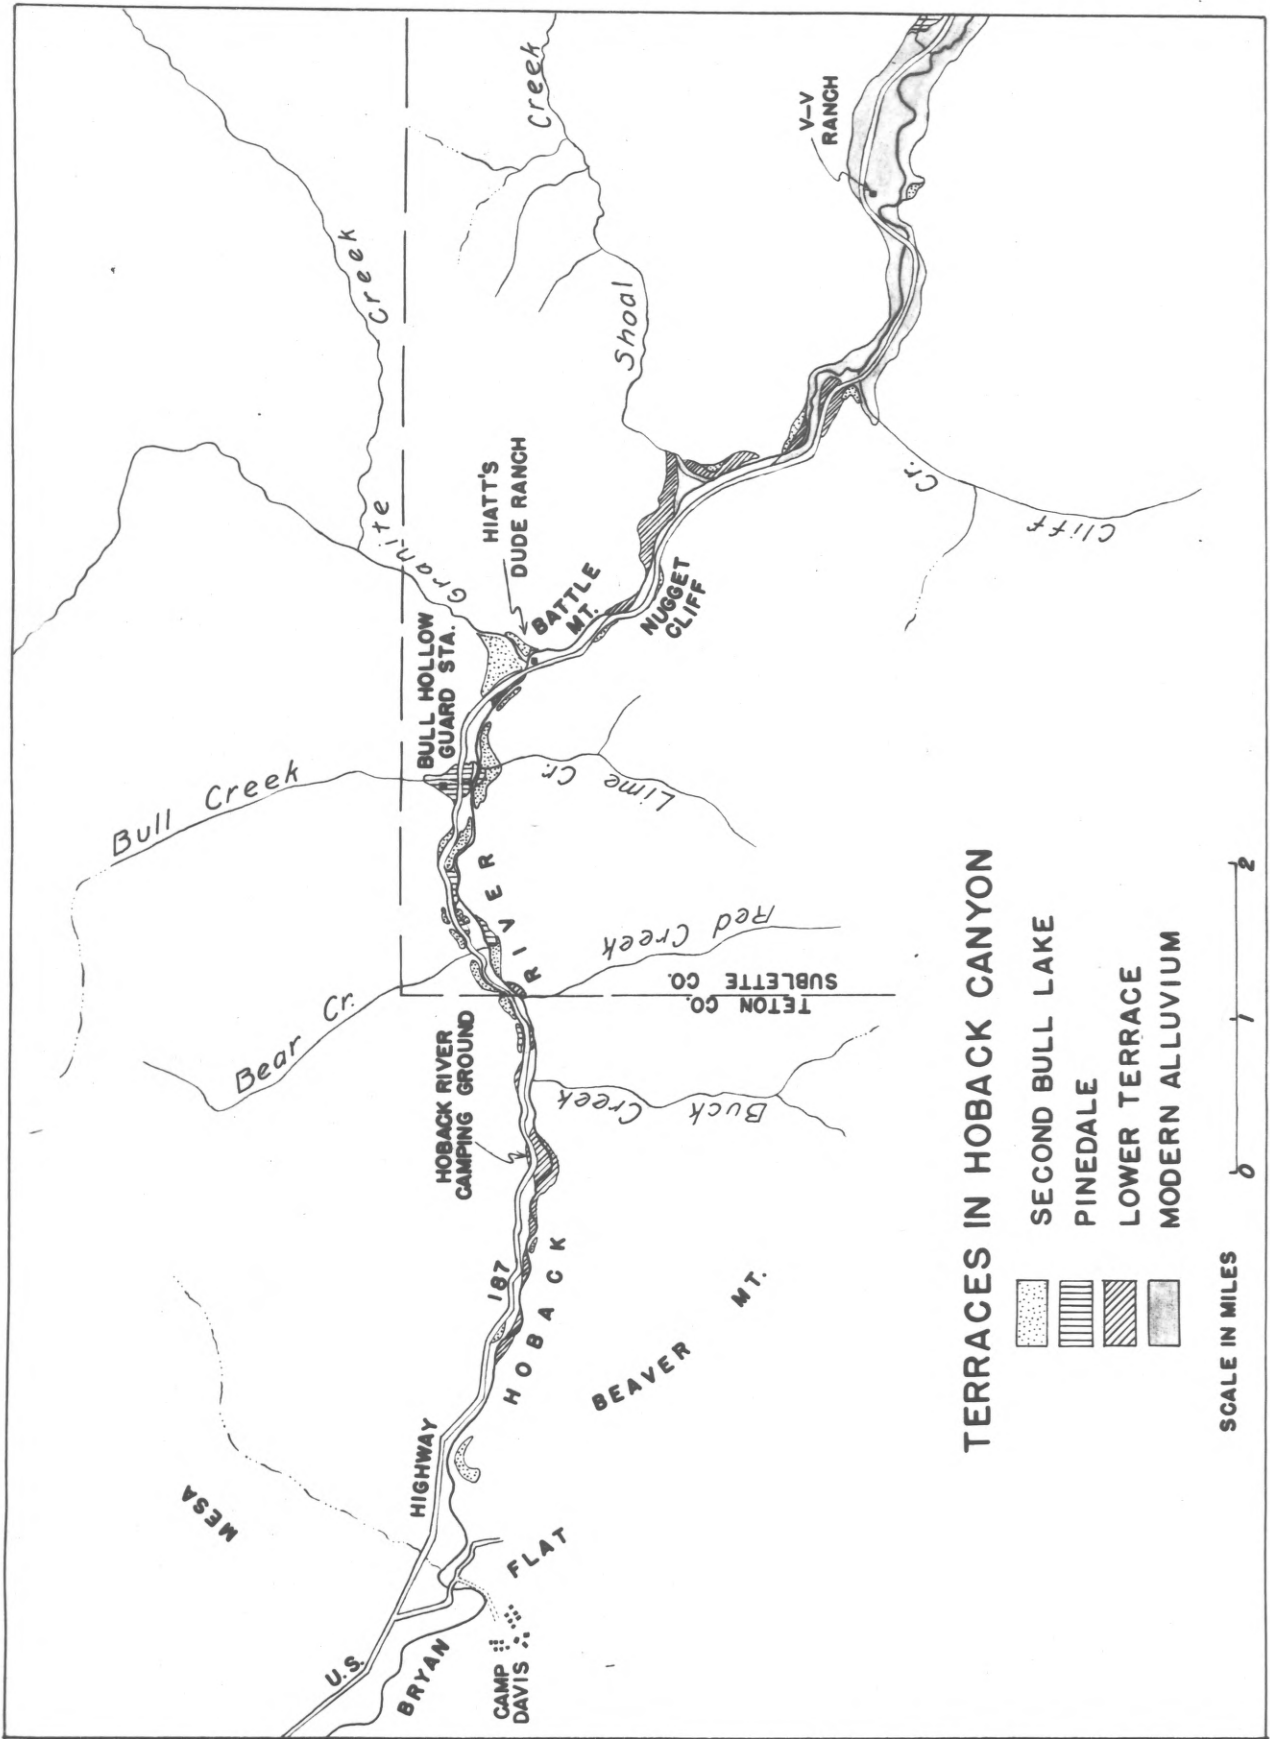 U.S.
HIGHWAY
187
MESA
BRYAN
FLAT
CAMP
DAVIS
HOBACK
RIVER
BEAVER
MT.
HOBACK RIVER
CAMPING GROUND
Bear Cr.
Bull Creek
Buck
Creek
Red
Creek
TETON CO.
SUBLETTE CO.
Lime
Cr.
BULL HOLLOW
GUARD STA.
Granite
Creek
HIATT'S
DUDE RANCH
BATTLE
MT.
NUGGET
CLIFF
Shoal
Creek
Cliff
Cr.
V-V
RANCH
TERRACES IN HOBACK CANYON
SECOND BULL LAKE
PINEDALE
LOWER TERRACE
MODERN ALLUVIUM
SCALE IN MILES
0 1 2